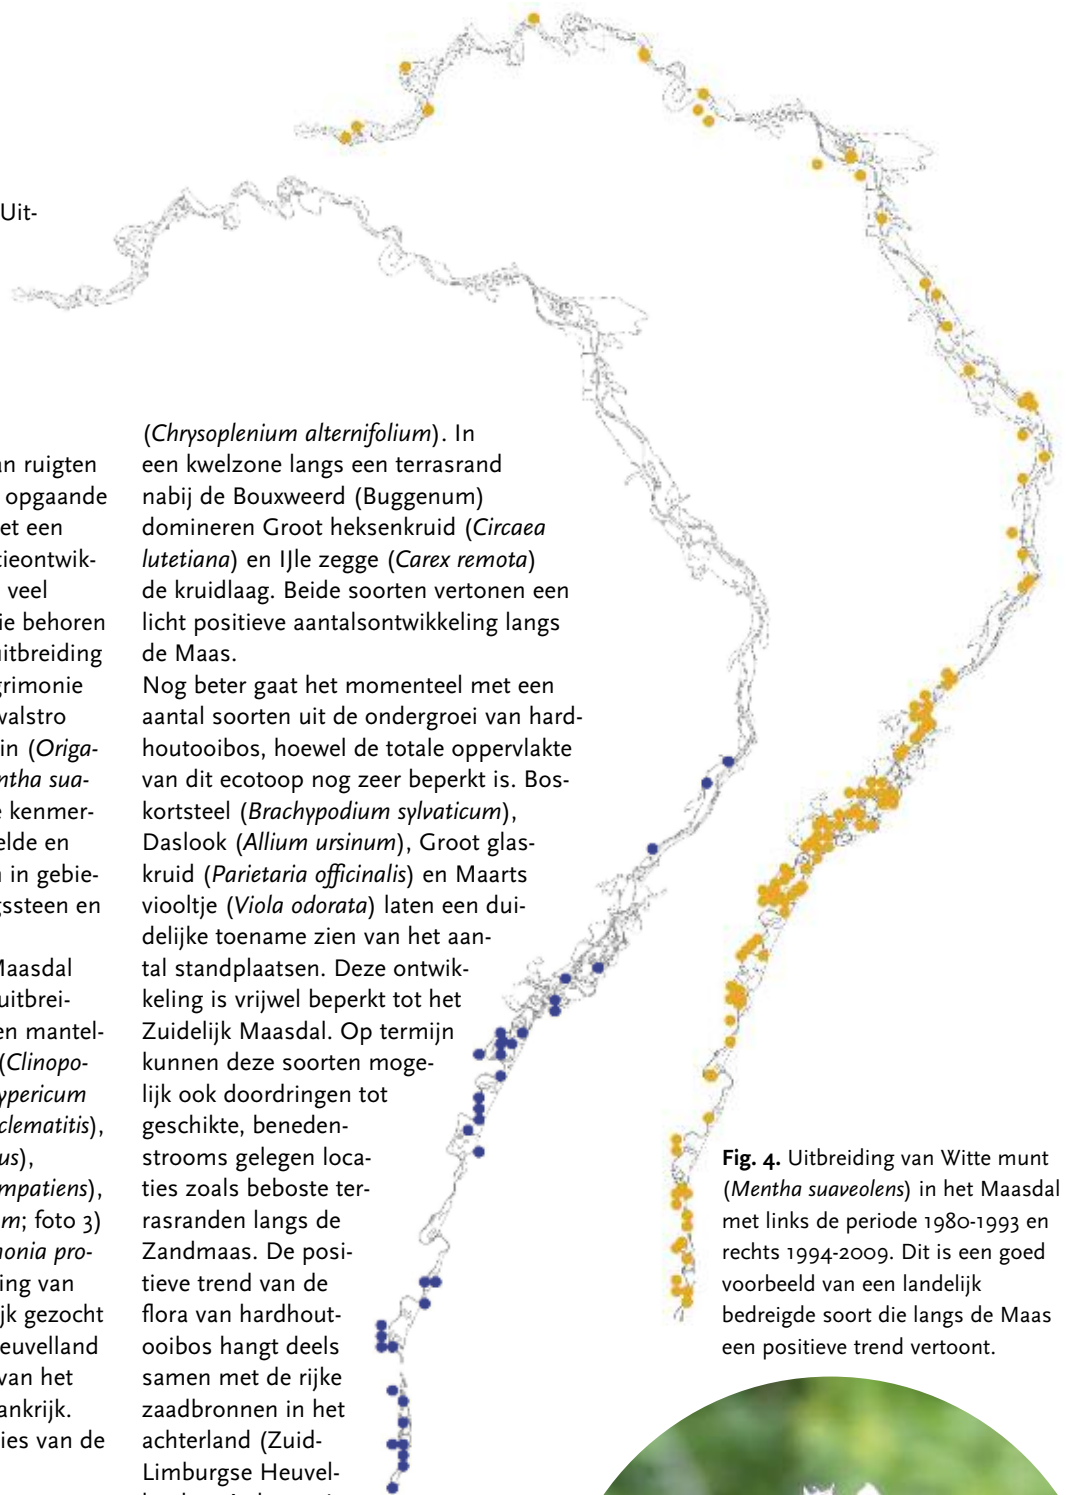 Uit-
an ruigten
opgaande
et een
tieontwik-
veel
ie behoren
uitbreiding
grimonie
walstro
in (Origa-
ntha sua-
e kenmer-
elde en
n in gebie-
gssteen en
Maasdal
uitbrei-
en mantel-
(Clinopo-
ypericum
clematitis),
us),
mpatiens),
m; foto 3)
nonia pro-
ing van
ijk gezocht
euvelland
van het
ankrijk.
ies van de
(Chrysoplenium alternifolium). In
een kwelzone langs een terrasrand
nabij de Bouxweerd (Buggenum)
domineren Groot heksenkruid (Circaea
lutetiana) en IJle zegge (Carex remota)
de kruidlaag. Beide soorten vertonen een
licht positieve aantalsontwikkeling langs
de Maas.
Nog beter gaat het momenteel met een
aantal soorten uit de ondergroei van hard-
houtooibos, hoewel de totale oppervlakte
van dit ecotoop nog zeer beperkt is. Bos-
kortsteel (Brachypodium sylvaticum),
Daslook (Allium ursinum), Groot glas-
kruid (Parietaria officinalis) en Maarts
viooltje (Viola odorata) laten een dui-
delijke toename zien van het aan-
tal standplaatsen. Deze ontwik-
keling is vrijwel beperkt tot het
Zuidelijk Maasdal. Op termijn
kunnen deze soorten moge-
lijk ook doordringen tot
geschikte, beneden-
strooms gelegen loca-
ties zoals beboste ter-
rasranden langs de
Zandmaas. De posi-
tieve trend van de
flora van hardhout-
ooibos hangt deels
samen met de rijke
zaadbronnen in het
achterland (Zuid-
Limburgse Heuvel-
Fig. 4. Uitbreiding van Witte munt
(Mentha suaveolens) in het Maasdal
met links de periode 1980-1993 en
rechts 1994-2009. Dit is een goed
voorbeeld van een landelijk
bedreigde soort die langs de Maas
een positieve trend vertoont.